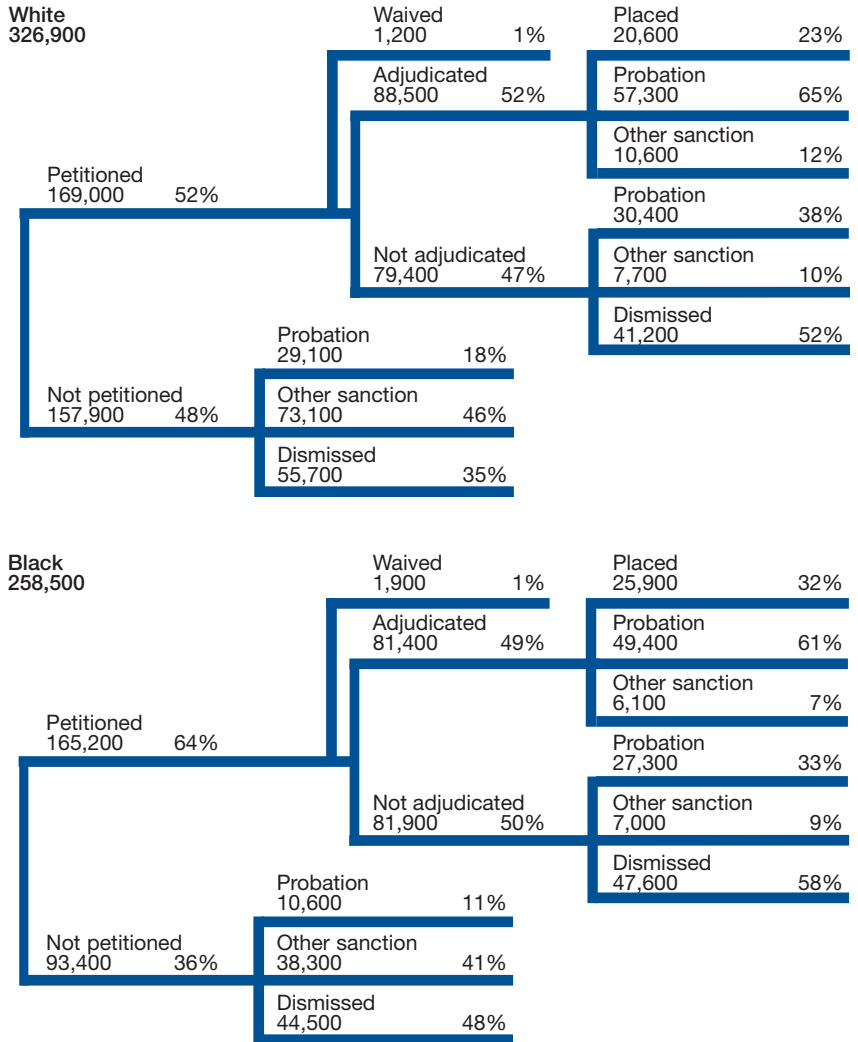 White
326,900
Waived
1,200 1%
Placed
20,600 23%
Adjudicated
88,500 52%
Probation
57,300 65%
Other sanction
10,600 12%
Petitioned
169,000 52%
Probation
30,400 38%
Not adjudicated
79,400 47%
Other sanction
7,700 10%
Dismissed
41,200 52%
Probation
29,100 18%
Not petitioned
157,900 48%
Other sanction
73,100 46%
Dismissed
55,700 35%
Black
258,500
Waived
1,900 1%
Placed
25,900 32%
Adjudicated
81,400 49%
Probation
49,400 61%
Other sanction
6,100 7%
Petitioned
165,200 64%
Probation
27,300 33%
Not adjudicated
81,900 50%
Other sanction
7,000 9%
Dismissed
47,600 58%
Probation
10,600 11%
Not petitioned
93,400 36%
Other sanction
38,300 41%
Dismissed
44,500 48%